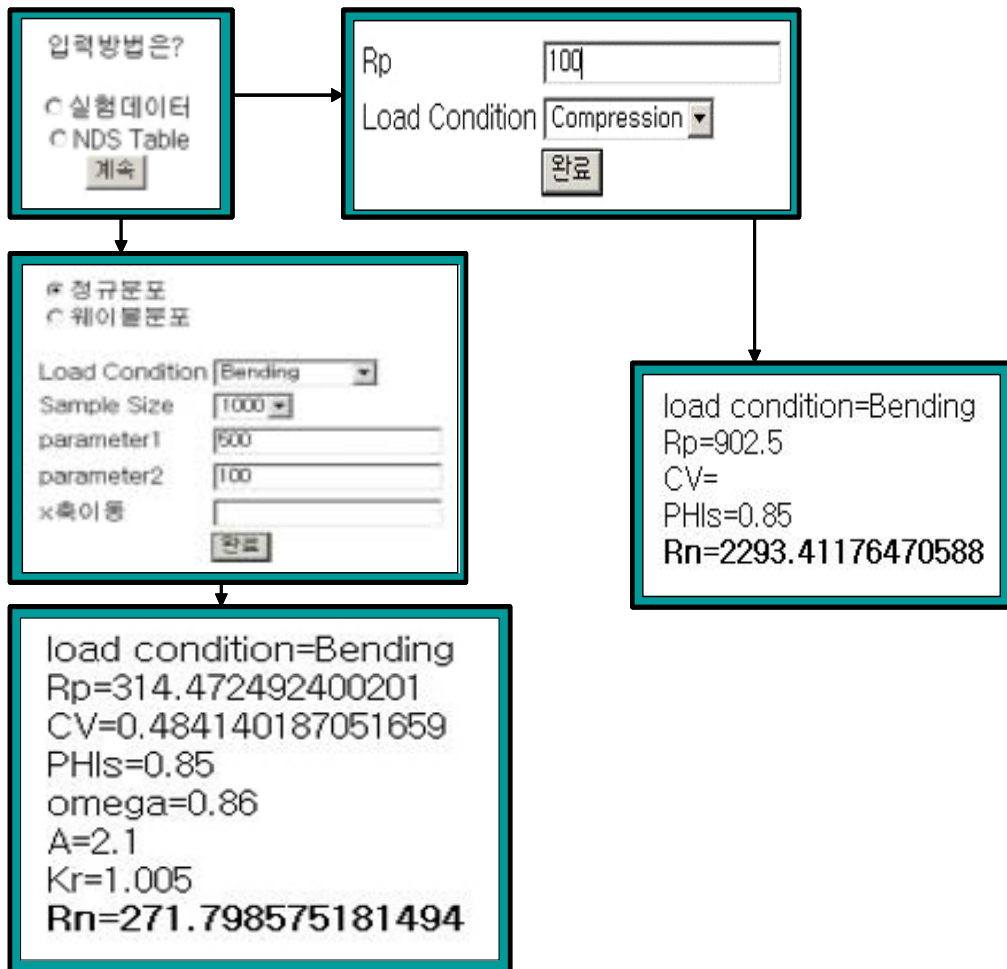 입력방법은?
실험데이터
NDS Table
계속
Rp 100
Load Condition Compression
완료
정규분포
웨이블분포
Load Condition Bending
Sample Size 1000
parameter1 500
parameter2 100
x축이동
완료
load condition=Bending
Rp=902.5
CV=
PHIs=0.85
Rn=2293.41176470588
load condition=Bending
Rp=314.472492400201
CV=0.484140187051659
PHIs=0.85
omega=0.86
A=2.1
Kr=1.005
Rn=271.798575181494